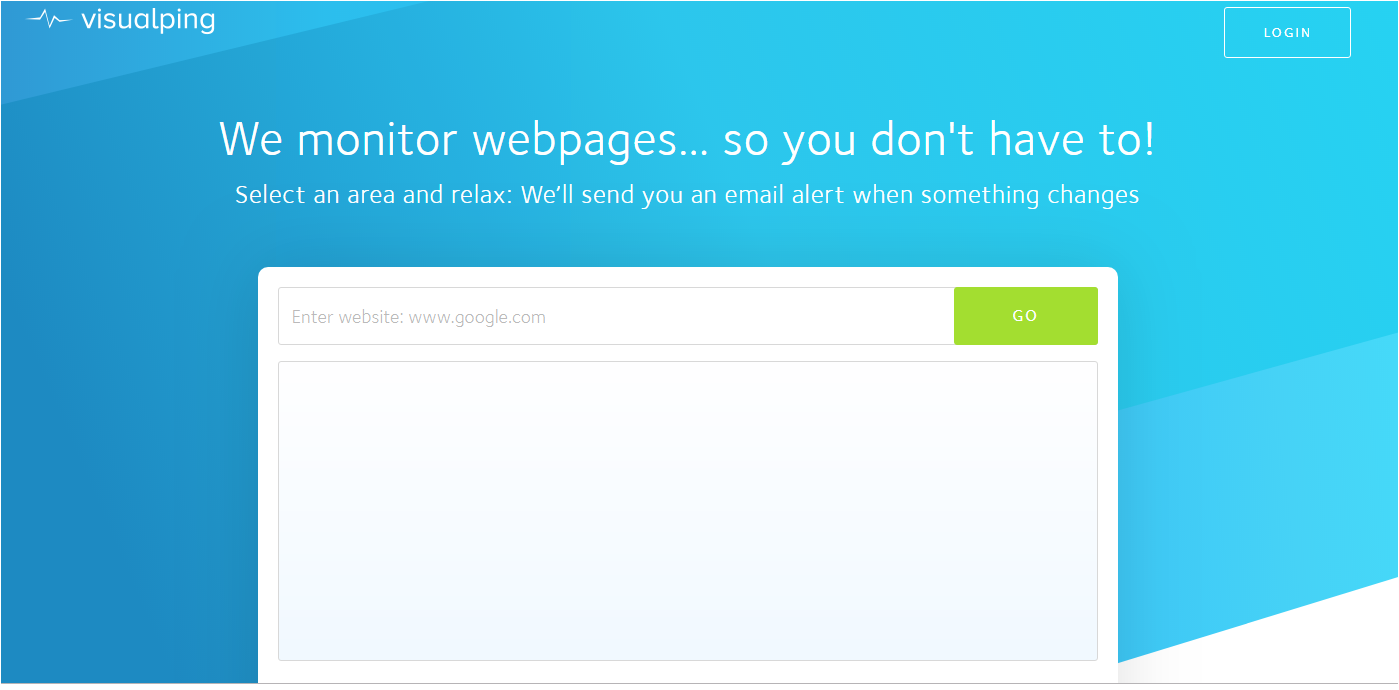 visualping
LOGIN
We monitor webpages... so you don't have to!
Select an area and relax: We’ll send you an email alert when something changes
Enter website: www.google.com
GO